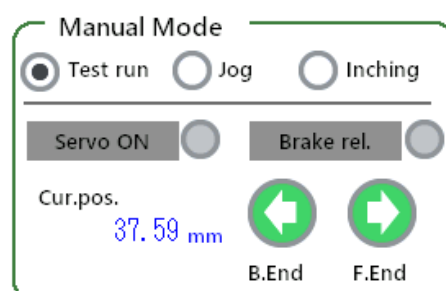 Manual Mode
Test run Jog Inching
Servo ON Brake rel.
Cur.pos.
37.59 mm
B.End F.End